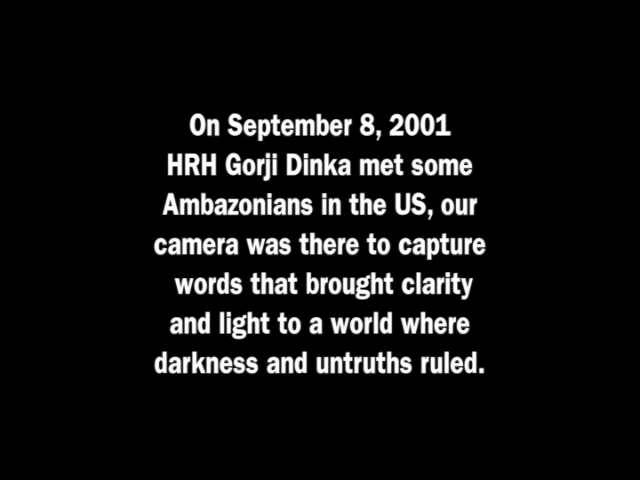 On September 8, 2001
HRH Gorji Dinka met some
Ambazonians in the US, our
camera was there to capture
words that brought clarity
and light to a world where
darkness and untruths ruled.